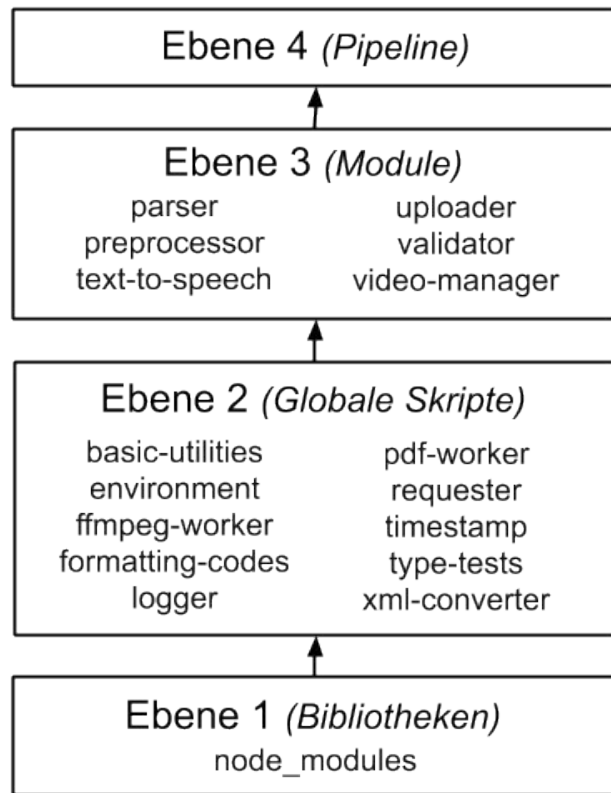 Ebene 4 (Pipeline)
Ebene 3 (Module)
parser
preprocessor
text-to-speech
uploader
validator
video-manager
Ebene 2 (Globale Skripte)
basic-utilities
environment
ffmpeg-worker
formatting-codes
logger
pdf-worker
requester
timestamp
type-tests
xml-converter
Ebene 1 (Bibliotheken)
node_modules